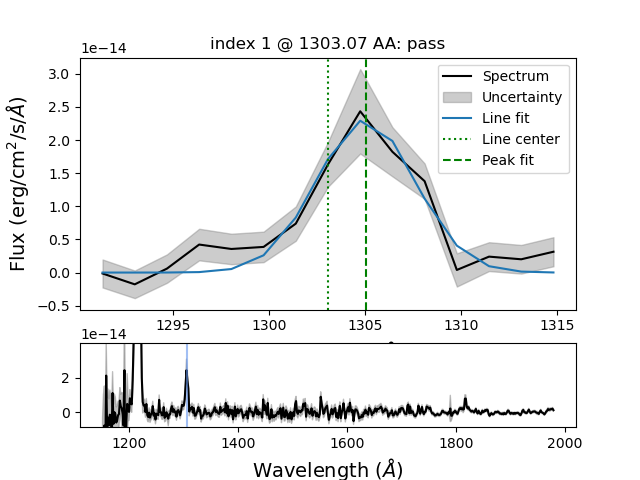 index 1 @ 1303.07 AA: pass
1e−14
Flux (erg/cm²/s/Å)
3.0
2.5
2.0
1.5
1.0
0.5
0.0
−0.5
Spectrum
Uncertainty
Line fit
Line center
Peak fit
1295 1300 1305 1310 1315
1e−14
2
0
1200 1400 1600 1800 2000
Wavelength (Å)